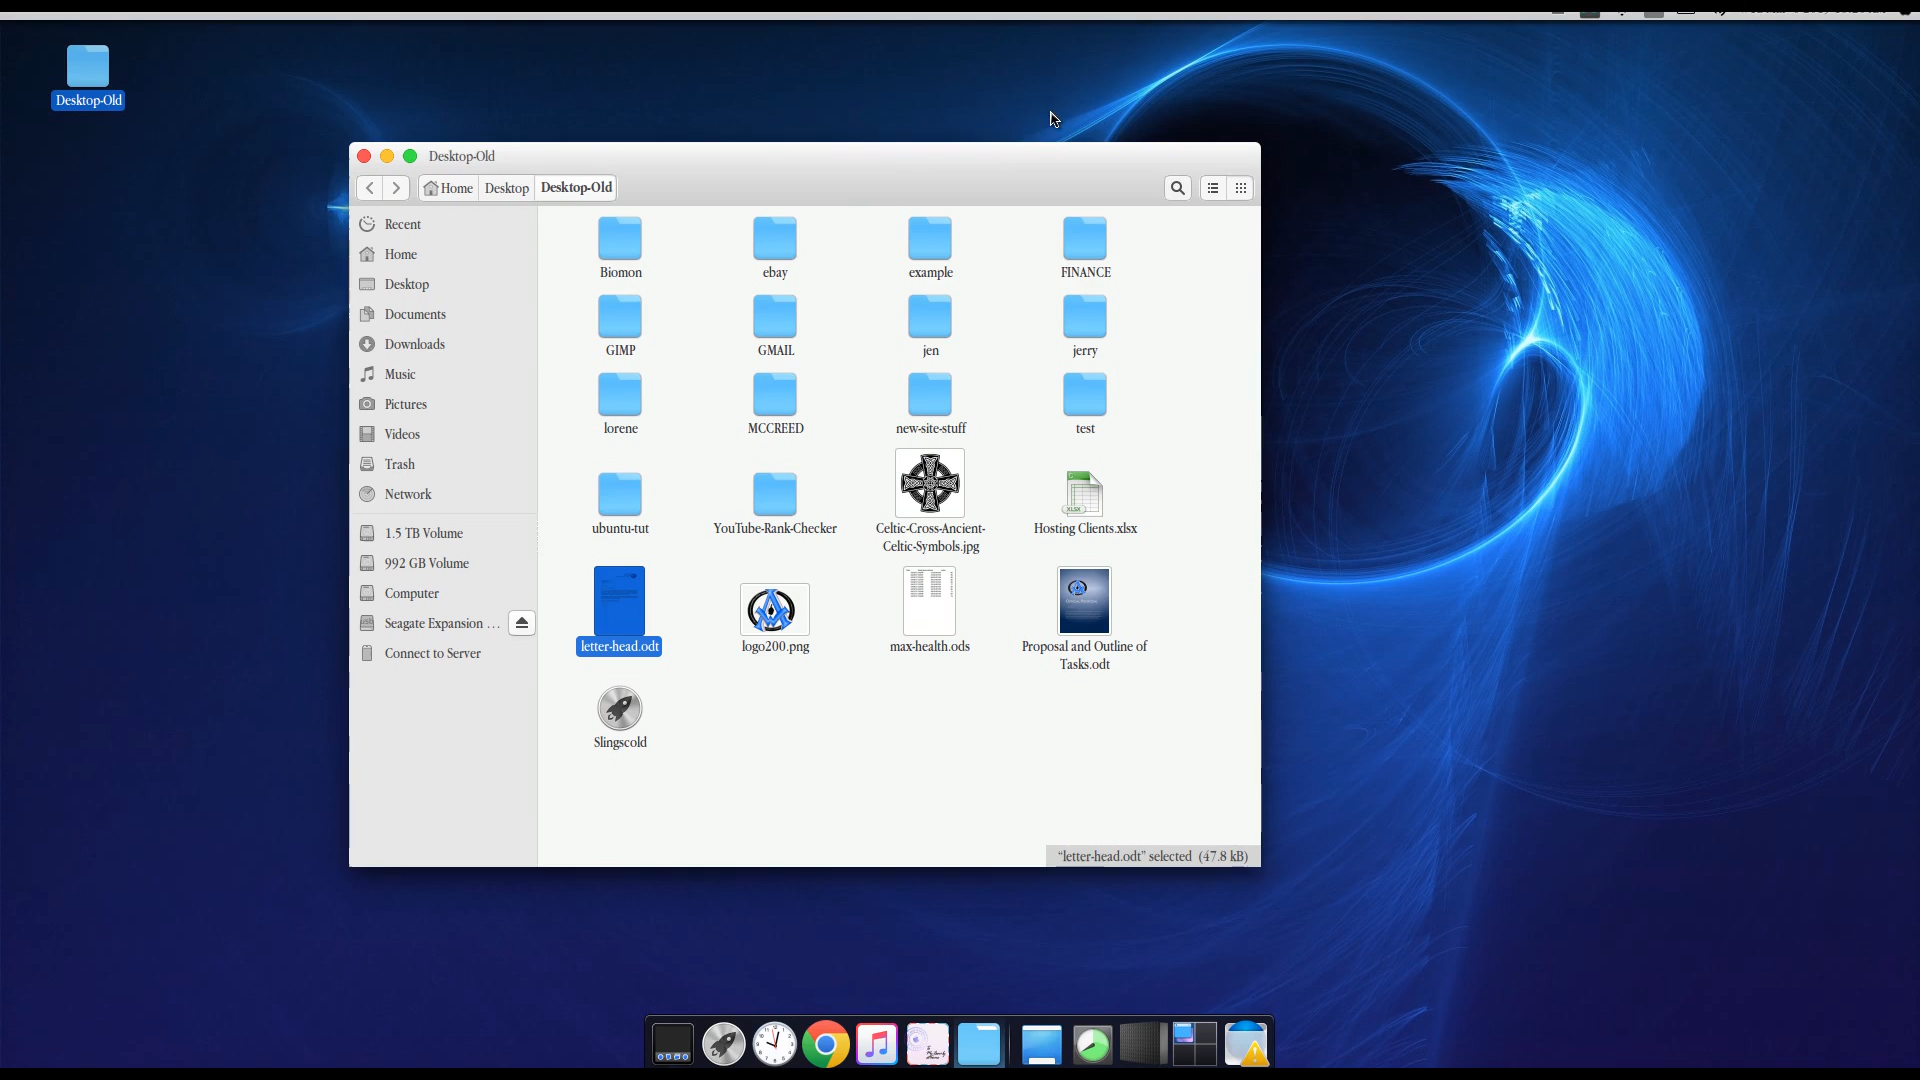 Desktop-Old
Desktop-Old
Home Desktop Desktop-Old
Recent
Home
Desktop
Documents
Downloads
Music
Pictures
Videos
Trash
Network
1.5 TB Volume
992 GB Volume
Computer
Seagate Expansion ...
Connect to Server
Biomon ebay example FINANCE
GIMP GMAIL jen jerry
lorene MCCREED new-site-stuff test
ubuntu-tut YouTube-Rank-Checker Celtic-Cross-Ancient-
Celtic-Symbols.jpg Hosting Clients.xlsx
XLSX
letter-head.odt logo200.png max-health.ods Proposal and Outline of
Tasks.odt
Slingscold
“letter-head.odt” selected (47.8 kB)